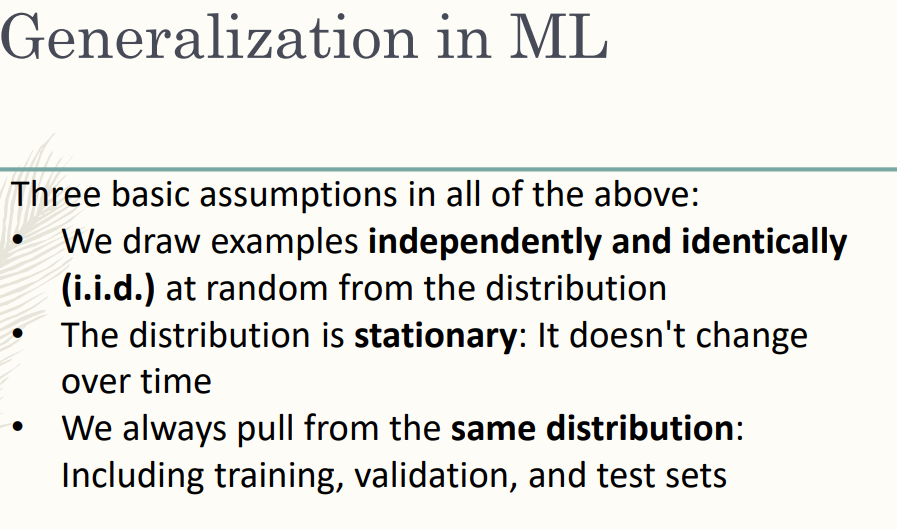 Generalization in ML
Three basic assumptions in all of the above:
• We draw examples independently and identically
(i.i.d.) at random from the distribution
• The distribution is stationary: It doesn't change
over time
• We always pull from the same distribution:
Including training, validation, and test sets